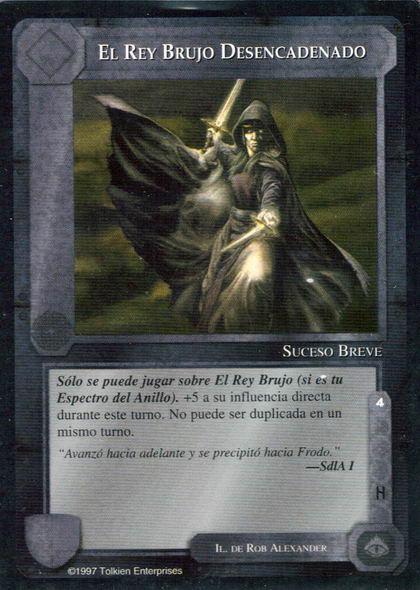 El Rey Brujo Desencadenado
Suceso Breve
Sólo se puede jugar sobre El Rey Brujo (si es tu
Espectro del Anillo). +5 a su influencia directa
durante este turno. No puede ser duplicada en un
mismo turno.
4
“Avanzó hacia adelante y se precipitó hacia Frodo.”
—SdlA I
Il. de Rob Alexander
©1997 Tolkien Enterprises